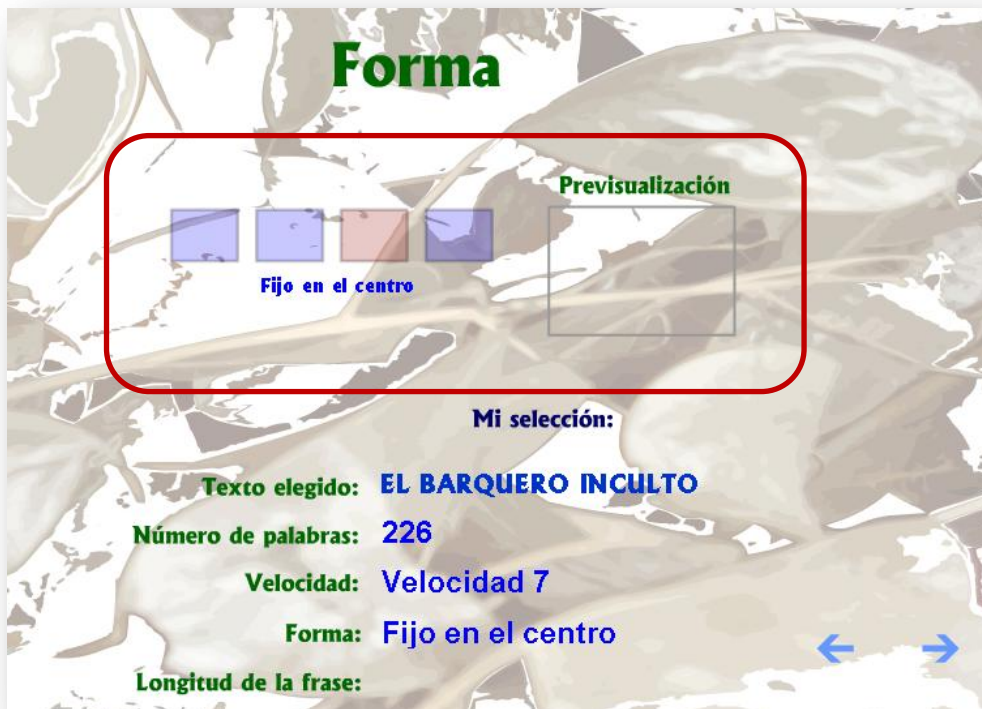 Forma
Previsualización
Fijo en el centro
Mi selección:
Texto elegido: EL BARQUERO INCULTO
Número de palabras: 226
Velocidad: Velocidad 7
Forma: Fijo en el centro
Longitud de la frase: